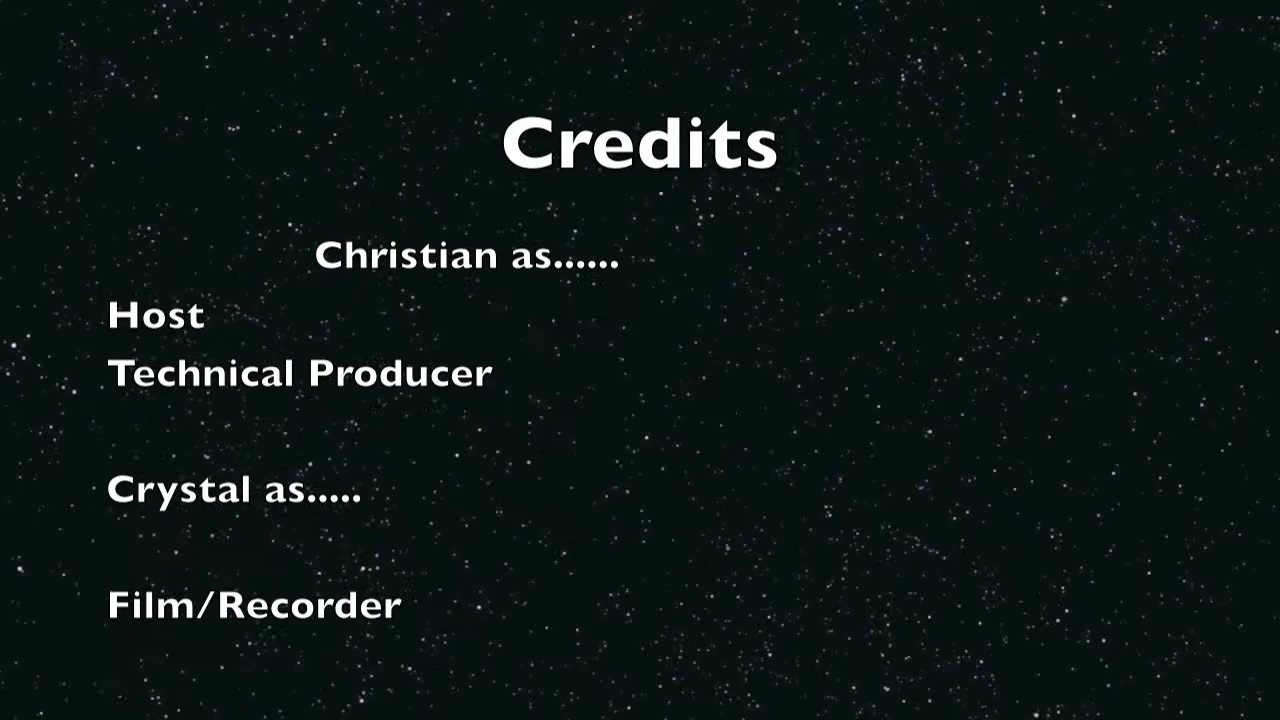 Credits
Christian as......
Host
Technical Producer
Crystal as.....
Film/Recorder